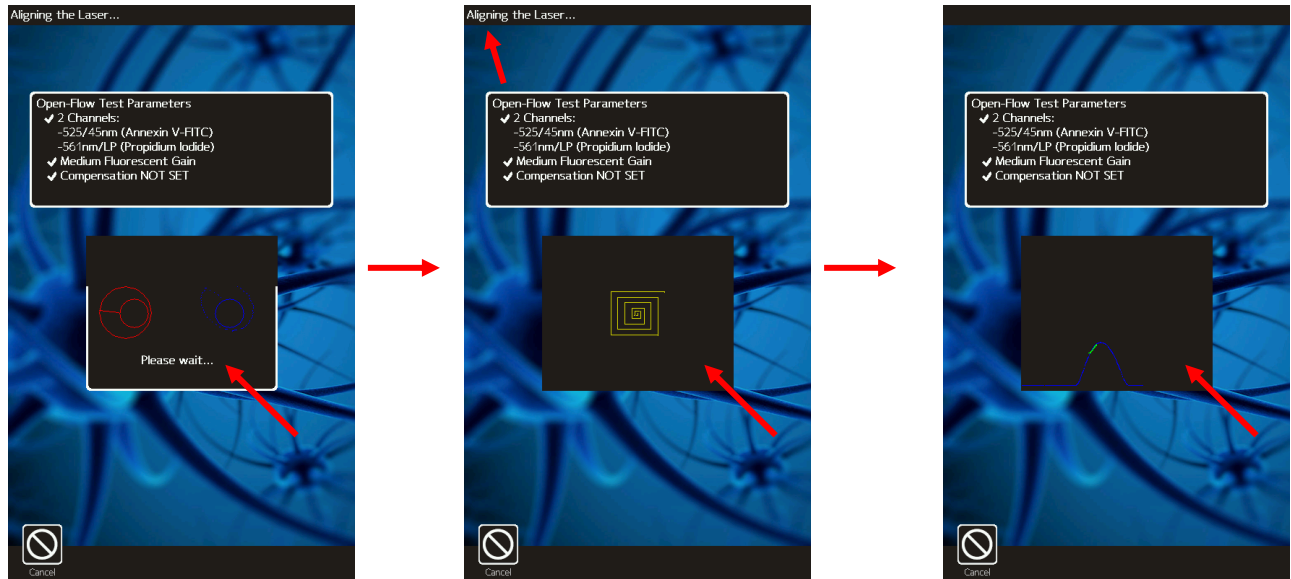 Aligning the Laser...
Open-Flow Test Parameters
✔ 2 Channels:
-525/45nm (Annexin V-FITC)
-561nm/LP (Propidium Iodide)
✔ Medium Fluorescent Gain
✔ Compensation NOT SET
Please wait...
Cancel
Aligning the Laser...
Open-Flow Test Parameters
✔ 2 Channels:
-525/45nm (Annexin V-FITC)
-561nm/LP (Propidium Iodide)
✔ Medium Fluorescent Gain
✔ Compensation NOT SET
Cancel
Open-Flow Test Parameters
✔ 2 Channels:
-525/45nm (Annexin V-FITC)
-561nm/LP (Propidium Iodide)
✔ Medium Fluorescent Gain
✔ Compensation NOT SET
Cancel